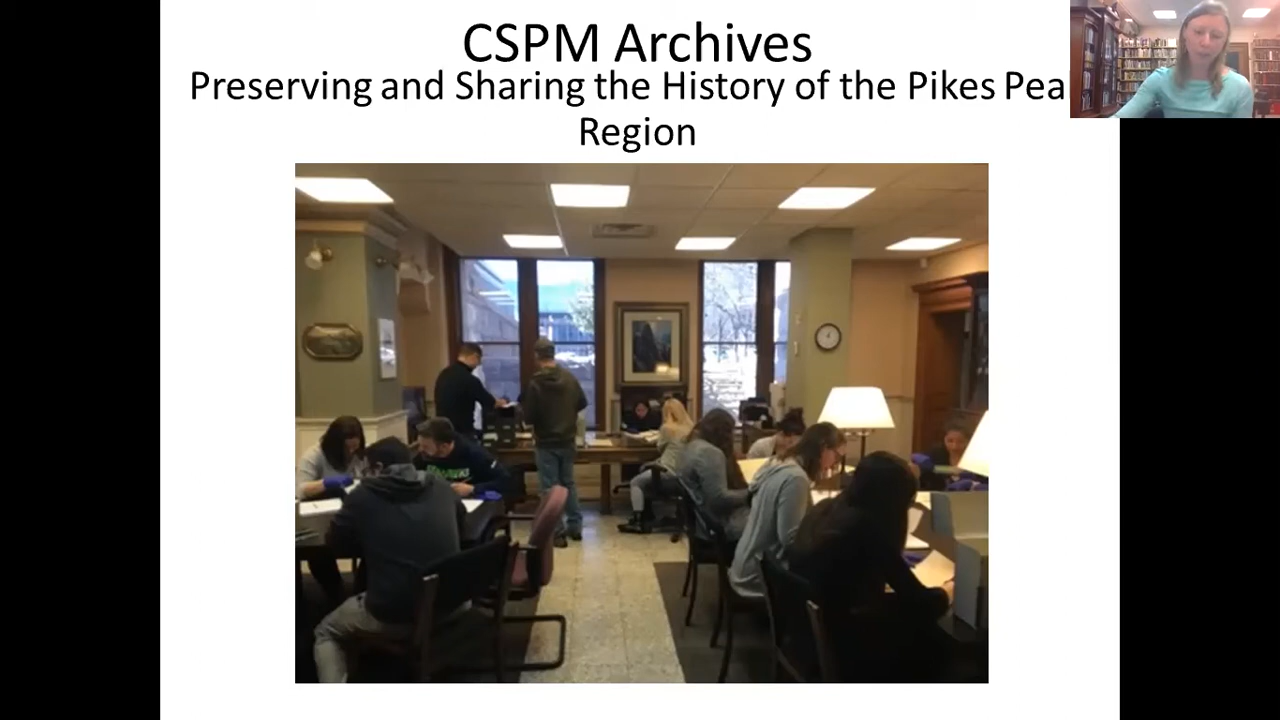 CSPM Archives
Preserving and Sharing the History of the Pikes Pea
Region